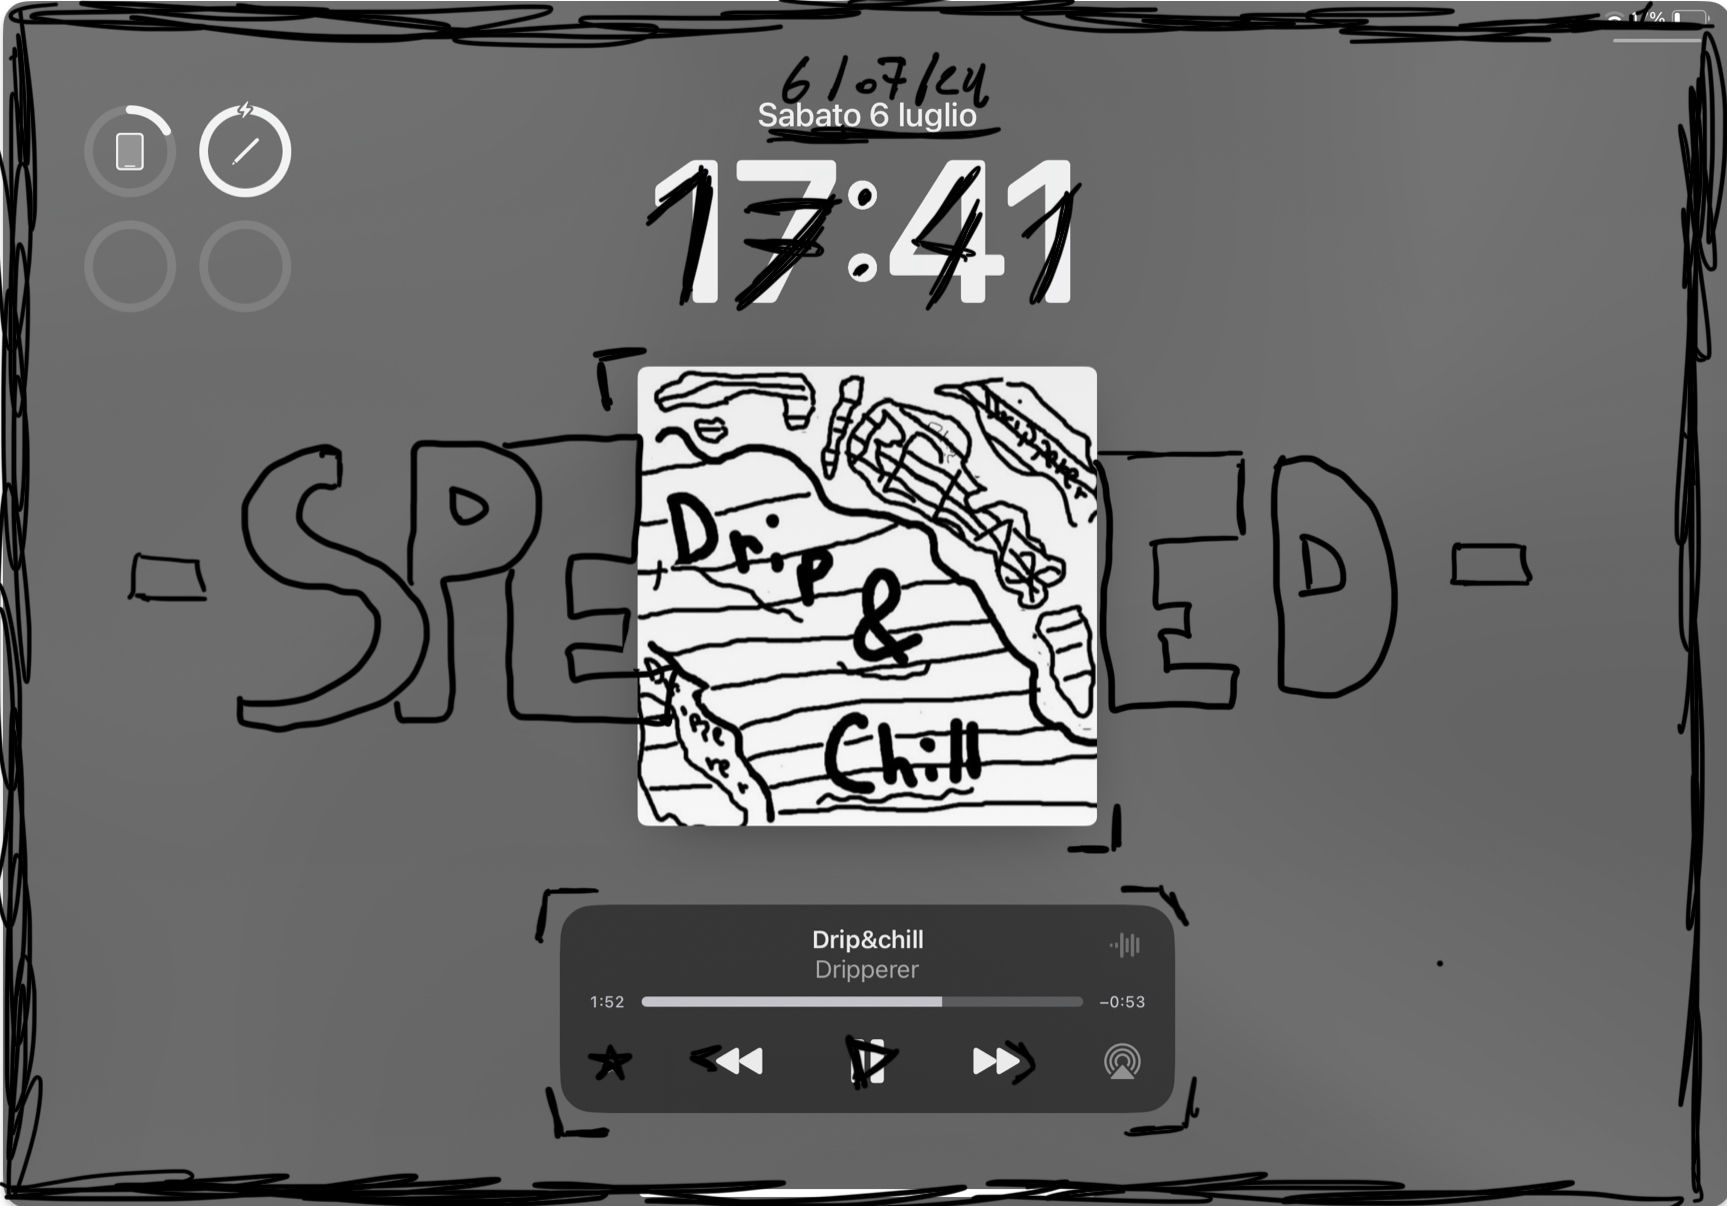 6/07/24
Sabato 6 luglio
17:41
Dripperer
Drip
&
Chill
- SPE ED -
Drip&chill
Dripperer
1:52
-0:53